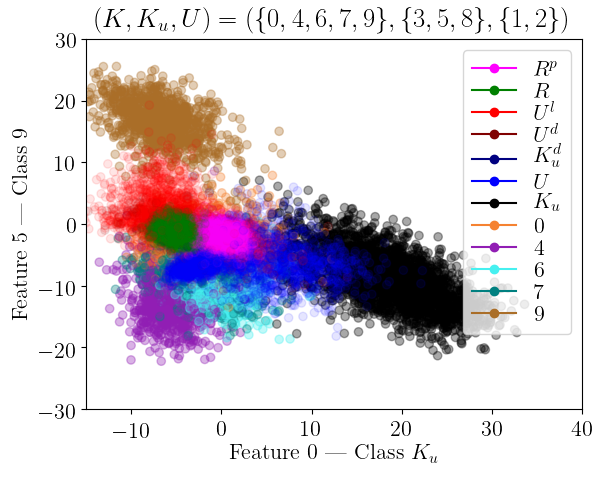 (K, K_u, U) = ({0, 4, 6, 7, 9}, {3, 5, 8}, {1, 2})
30
20
10
0
−10
−20
−30
Feature 5 — Class 9
R^p
R
U^l
U^d
K_u^d
U
K_u
0
4
6
7
9
−10
0
10
20
30
40
Feature 0 — Class K_u